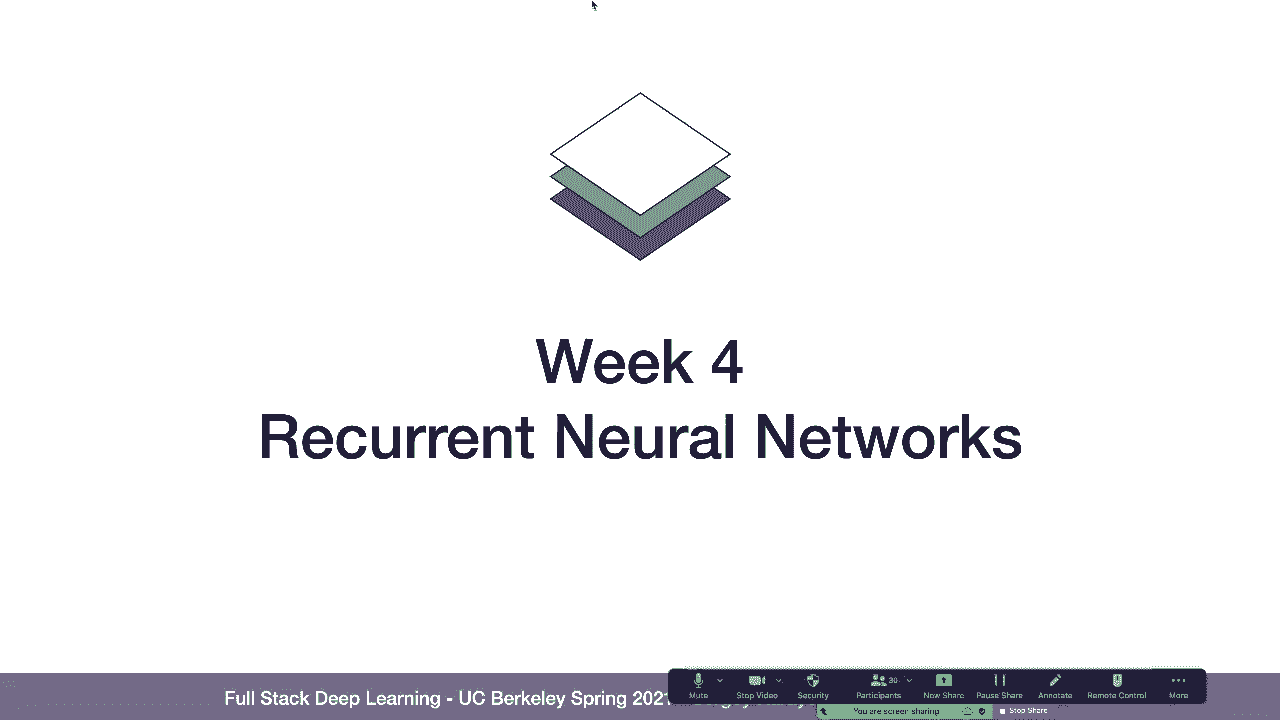 Week 4
Recurrent Neural Networks
Full Stack Deep Learning - UC Berkeley Spring 2021
Mute
Stop Video
Security
Participants
30
New Share
Pause Share
Annotate
Remote Control
More
You are screen sharing
Stop Share